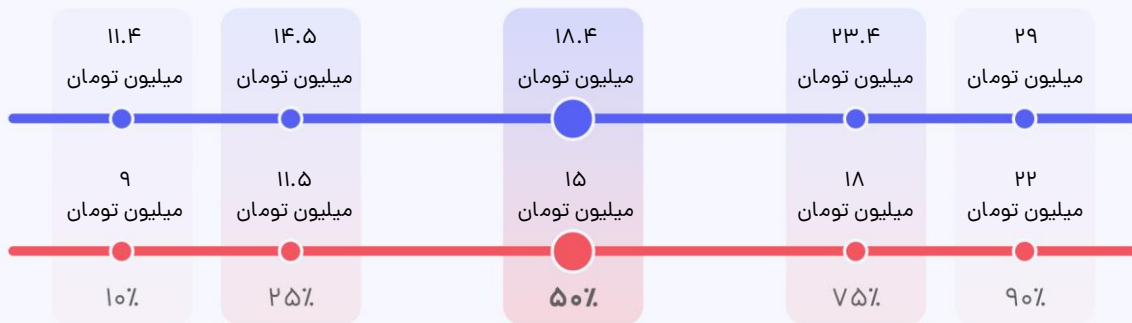 ۱۱.۴ ۱۴.۵ ۱۸.۴ ۲۳.۴ ۲۹
میلیون تومان میلیون تومان میلیون تومان میلیون تومان میلیون تومان
۹ ۱۱.۵ ۱۵ ۱۸ ۲۲
میلیون تومان میلیون تومان میلیون تومان میلیون تومان میلیون تومان
۱۰٪ ۲۵٪ ۵۰٪ ۷۵٪ ۹۰٪